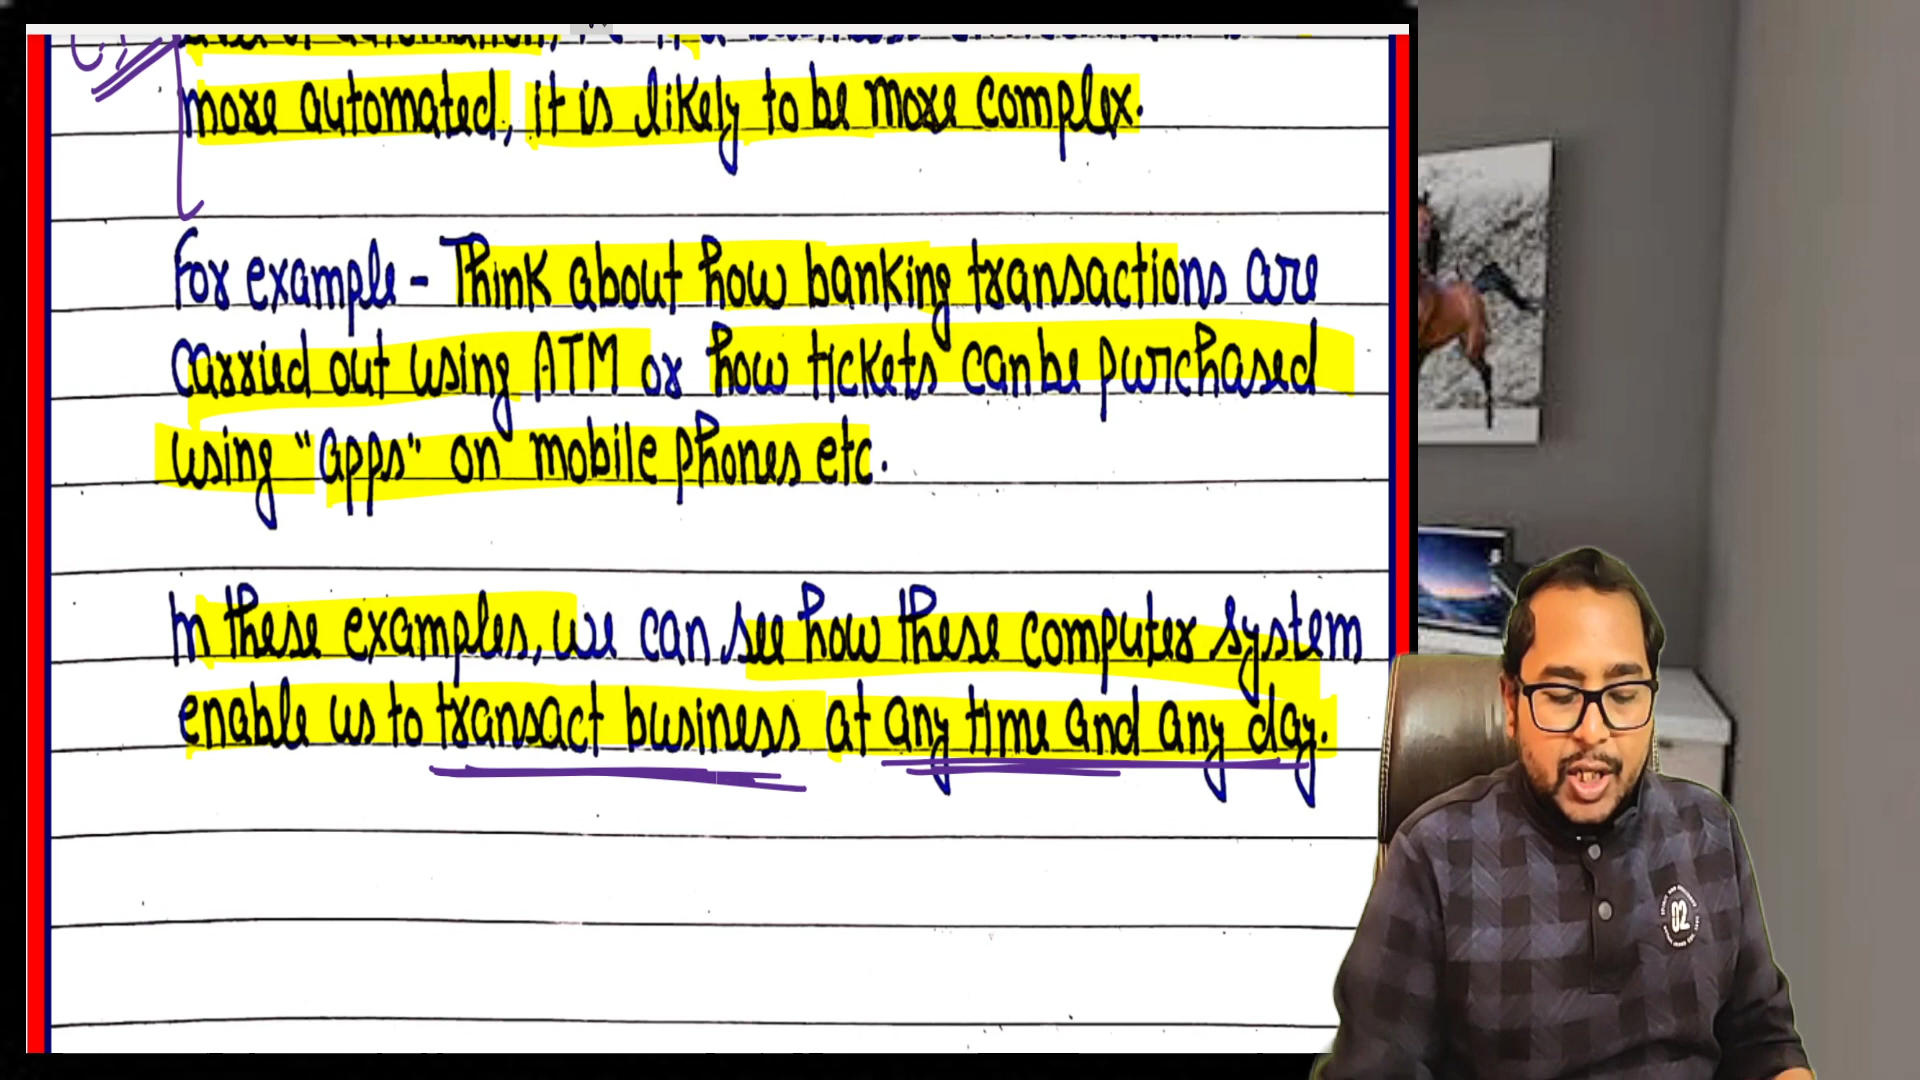 more automated, it is likely to be more complex.
For example - Think about how banking transactions are
carried out using ATM or how tickets can be purchased
using "apps" on mobile phones etc.
In these examples, we can see how these computer system
enable us to transact business at any time and any day.
02